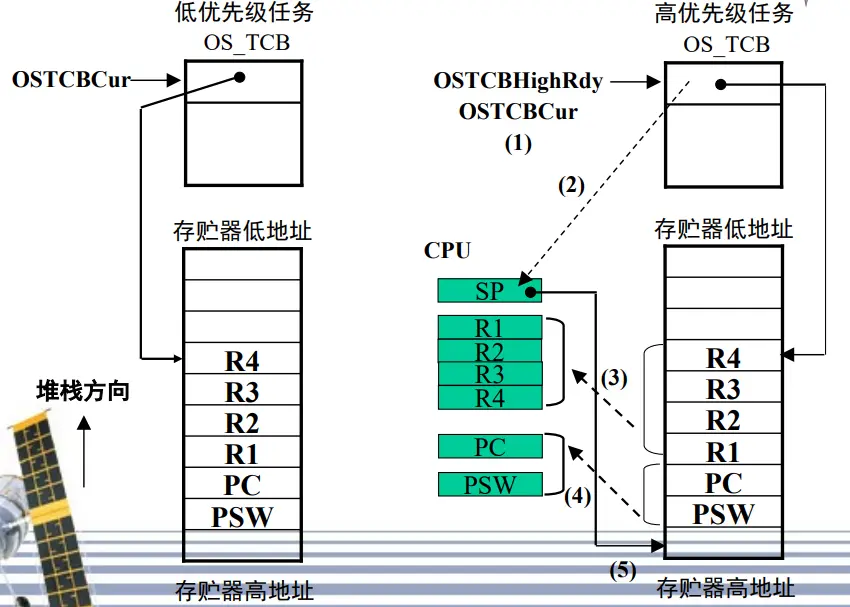 低优先级任务
OS_TCB
OSTCBCur
存贮器低地址
R4
R3
R2
R1
PC
PSW
存贮器高地址
堆栈方向
高优先级任务
OS_TCB
OSTCBHighRdy
OSTCBCur
(1)
(2)
CPU
SP
R1
R2
R3
R4
PC
PSW
(3)
(4)
(5)
存贮器低地址
R4
R3
R2
R1
PC
PSW
存贮器高地址